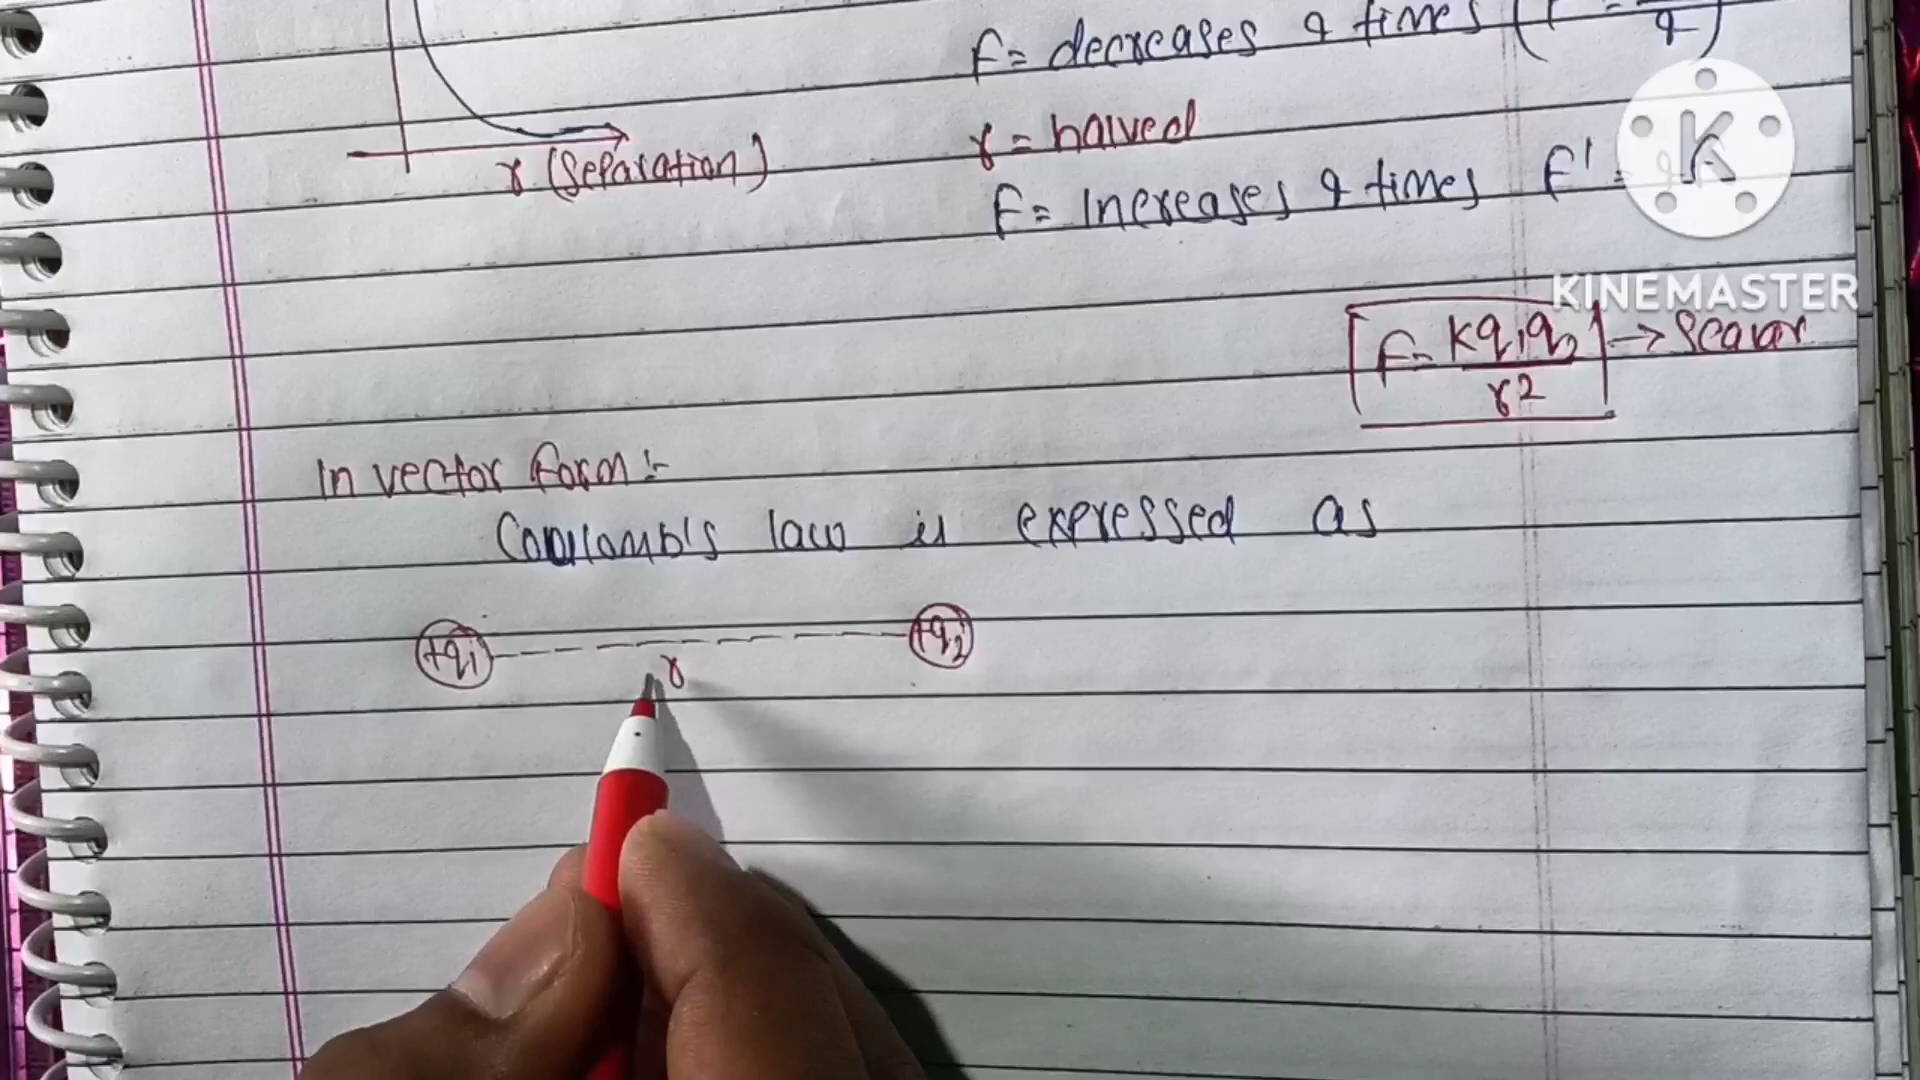 F = decreases 4 times (
r (Separation)
r = halved
F = increases 4 times F' =
K
KINEMASTER
F = Kq1q2/r2 → Scalar
In vector form :-
Coulomb's law is expressed as
+q1 +q2
r